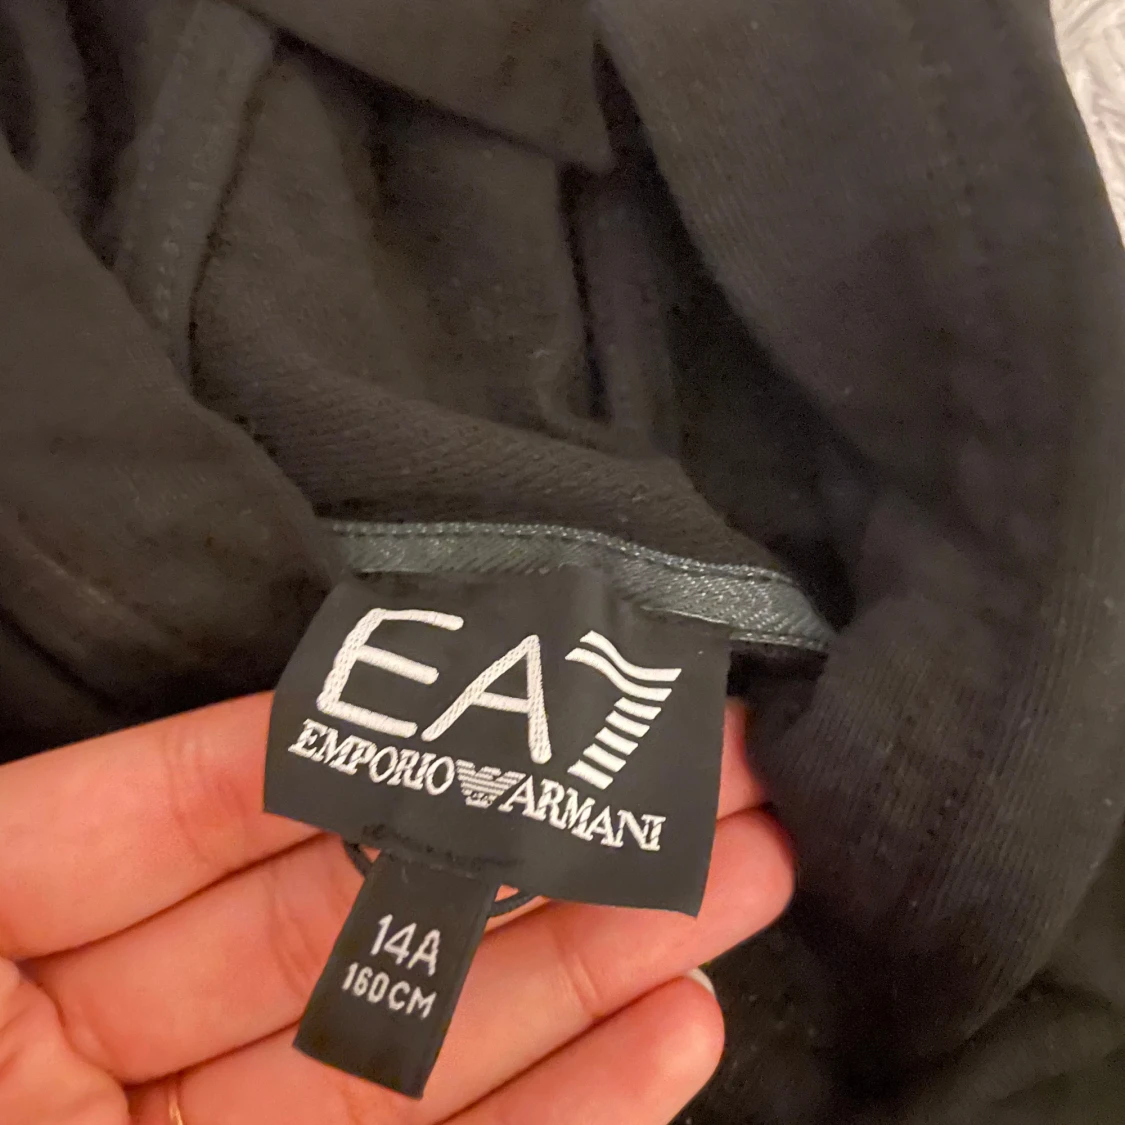 EA7
EMPORIO ARMANI
14A
160CM